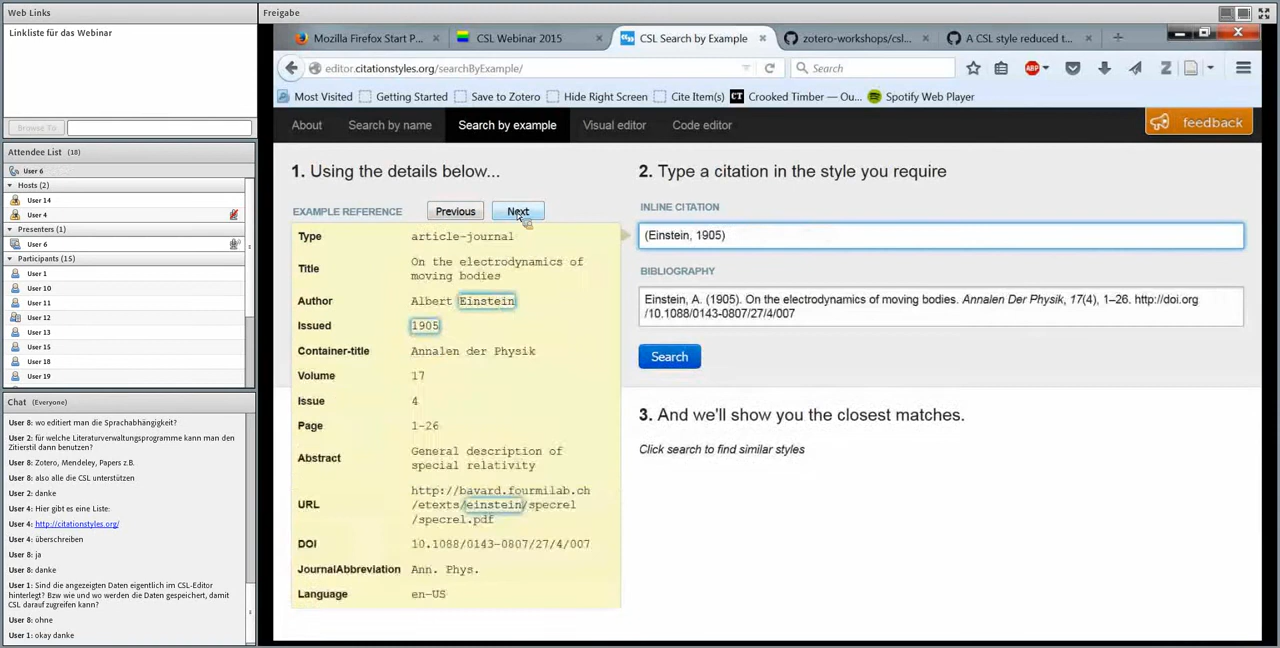 Web Links
Linkliste für das Webinar
Browse To
Attendee List (18)
User 6
Hosts (2)
User 14
User 4
Presenters (1)
User 6
Participants (15)
User 1
User 10
User 11
User 12
User 13
User 15
User 18
User 19
Chat (Everyone)
User 8: wo editiert man die Sprachabhängigkeit?
User 2: für welche Literaturverwaltungsprogramme kann man den
Zitierstil dann benutzen?
User 8: Zotero, Mendeley, Papers z.B.
User 8: also alle die CSL unterstützen
User 2: danke
User 4: Hier gibt es eine Liste:
User 4: http://citationstyles.org/
User 4: überschreiben
User 8: ja
User 8: danke
User 1: Sind die angezeigten Daten eigentlich im CSL-Editor
hinterlegt? Bzw wie und wo werden die Daten gespeichert, damit
CSL darauf zugreifen kann?
User 8: ohne
User 1: okay danke
Freigabe
Mozilla Firefox Start P...
CSL Webinar 2015
CSL Search by Example
zotero-workshops/csl...
A CSL style reduced t...
editor.citationstyles.org/searchByExample/
Search
ABP
Z
Most Visited
Getting Started
Save to Zotero
Hide Right Screen
Cite Item(s)
CT Crooked Timber — Ou...
Spotify Web Player
About
Search by name
Search by example
Visual editor
Code editor
feedback
1. Using the details below...
EXAMPLE REFERENCE
Previous
Next
Type article-journal
Title On the electrodynamics of
moving bodies
Author Albert Einstein
Issued 1905
Container-title Annalen der Physik
Volume 17
Issue 4
Page 1-26
Abstract General description of
special relativity
URL http://bavard.fourmilab.ch
/etexts/einstein/specrel
/specrel.pdf
DOI 10.1088/0143-0807/27/4/007
JournalAbbreviation Ann. Phys.
Language en-US
2. Type a citation in the style you require
INLINE CITATION
(Einstein, 1905)
BIBLIOGRAPHY
Einstein, A. (1905). On the electrodynamics of moving bodies. Annalen Der Physik, 17(4), 1–26. http://doi.org
/10.1088/0143-0807/27/4/007
Search
3. And we'll show you the closest matches.
Click search to find similar styles